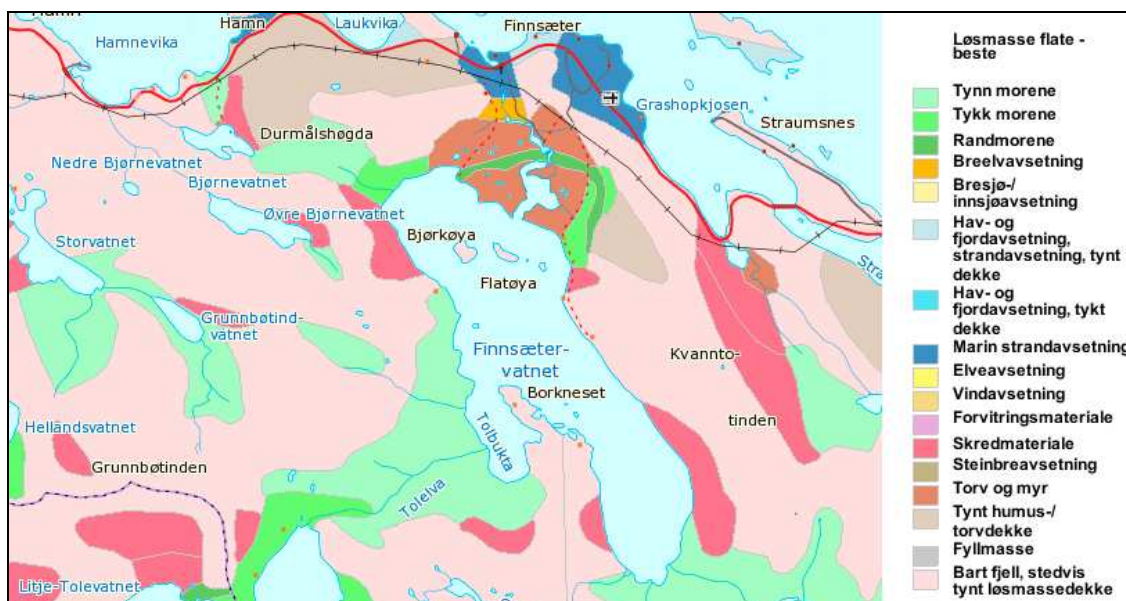 Hamn
Hamn
Laukvika
Finnsæter
Hamnevika
Grashopkjosen
Straumsnes
Durmålshøgda
Nedre Bjørnevatnet
Bjørnevatnet
Øvre Bjørnevatnet
Storvatnet
Bjørkøya
Flatøya
Stra
Grunnbøtind-
vatnet
Finnsæter-
vatnet
Kvannto-
Borkneset
tinden
Tolbukta
Hellandsvatnet
Grunnbøtinden
Tolelva
Litje-Tolevatnet
Løsmasse flate -
beste
Tynn morene
Tykk morene
Randmorene
Breelvavsetning
Bresjø-/
innsjøavsetning
Hav- og
fjordavsetning,
strandavsetning, tynt
dekke
Hav- og
fjordavsetning, tykt
dekke
Marin strandavsetning
Elveavsetning
Vindavsetning
Forvitringsmateriale
Skredmateriale
Steinbreavsetning
Torv og myr
Tynt humus-/
torvdekke
Fyllmasse
Bart fjell, stedvis
tynt løsmassedekke